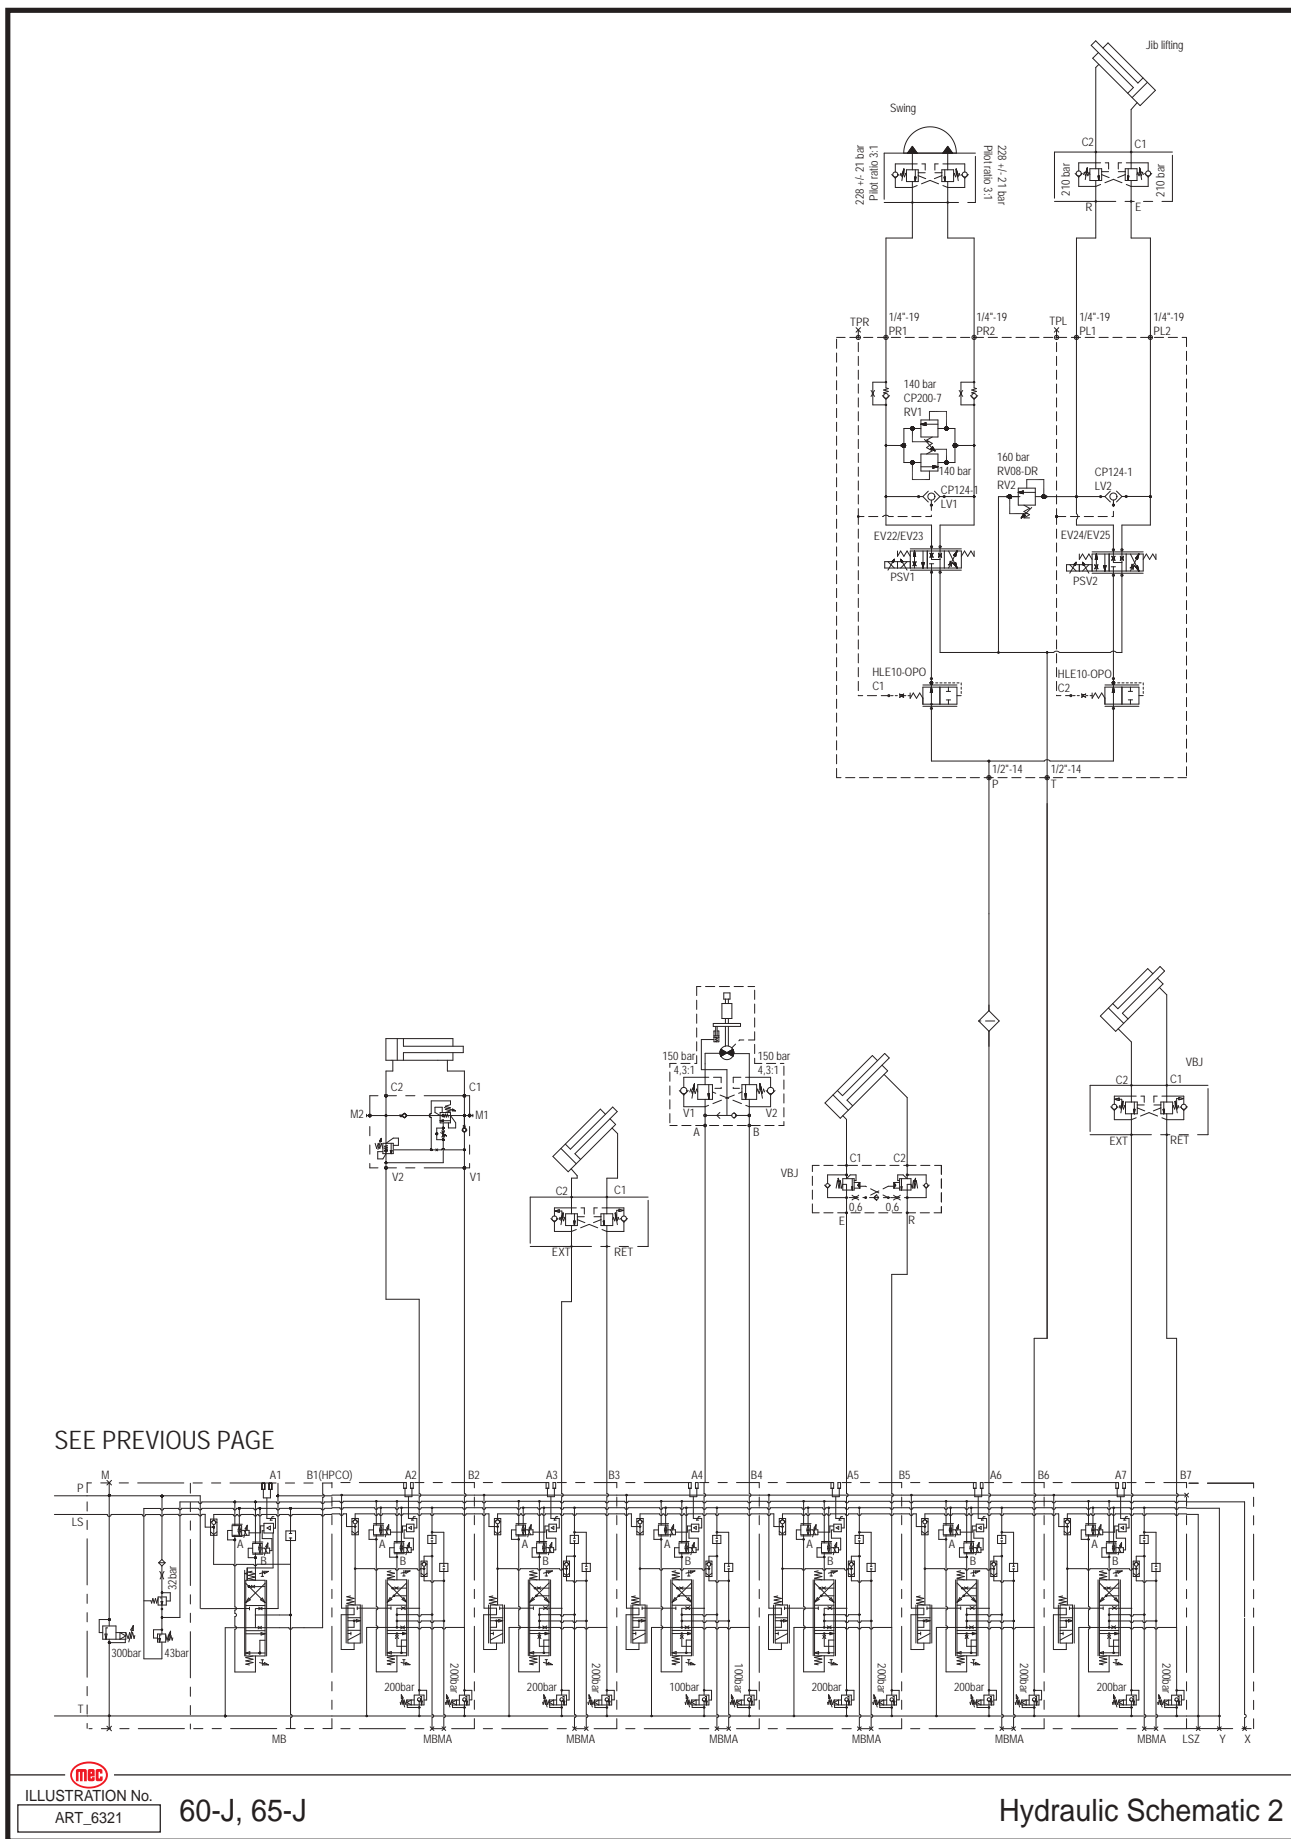 Jib lifting
Swing
228 +/- 21 bar
Pilot ratio 3:1
228 +/- 21 bar
Pilot ratio 3:1
C2 C1
210 bar
210 bar
R E
TPR
1/4"-19
PR1
1/4"-19
PR2
TPL
1/4"-19
PL1
1/4"-19
PL2
140 bar
CP200-7
RV1
140 bar
160 bar
RV08-DR
RV2
CP124-1
LV1
CP124-1
LV2
EV22/EV23
PSV1
EV24/EV25
PSV2
HLE10-OPO
C1
HLE10-OPO
C2
1/2"-14
P
1/2"-14
T
150 bar
4,3:1
150 bar
4,3:1
V1 V2
A B
C2 C1
M2 M1
V2 V1
C2 C1
EXT RET
VBJ
C1 C2
0,6 0,6
E R
VBJ
C2 C1
EXT RET
SEE PREVIOUS PAGE
M A1 B1(HPCO) A2 B2 A3 B3 A4 B4 A5 B5 A6 B6 A7 B7
P
LS
A A A A A A A
B B B B B B B
32bar
300bar 43bar
200bar 200bar 200bar 200bar 100bar 100bar 200bar 200bar 200bar 200bar 200bar 200bar
T
MB MBMA MBMA MBMA MBMA MBMA MBMA LSZ Y X
mec
ILLUSTRATION No.
ART_6321
60-J, 65-J
Hydraulic Schematic 2